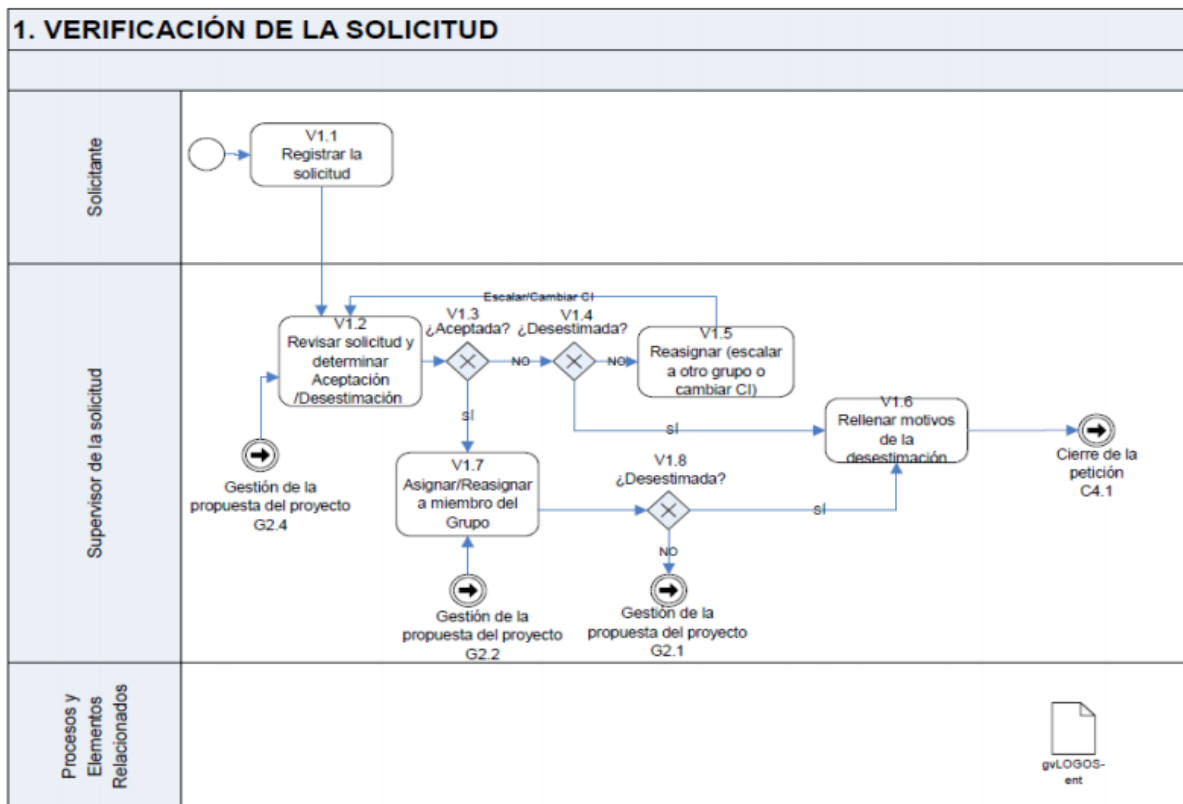 1. VERIFICACIÓN DE LA SOLICITUD
Solicitante
V1.1
Registrar la
solicitud
Supervisor de la solicitud
Escalar/Cambiar CI
V1.2
Revisar solicitud y
determinar
Aceptación
/Desestimación
V1.3
¿Aceptada?
NO
SÍ
V1.4
¿Desestimada?
NO
SÍ
V1.5
Reasignar (escalar
a otro grupo o
cambiar CI)
V1.6
Rellenar motivos
de la
desestimación
Cierre de la
petición
C4.1
Gestión de la
propuesta del proyecto
G2.4
V1.7
Asignar/Reasignar
a miembro del
Grupo
V1.8
¿Desestimada?
SÍ
NO
Gestión de la
propuesta del proyecto
G2.2
Gestión de la
propuesta del proyecto
G2.1
Procesos y
Elementos
Relacionados
gvLOGOS-
ent